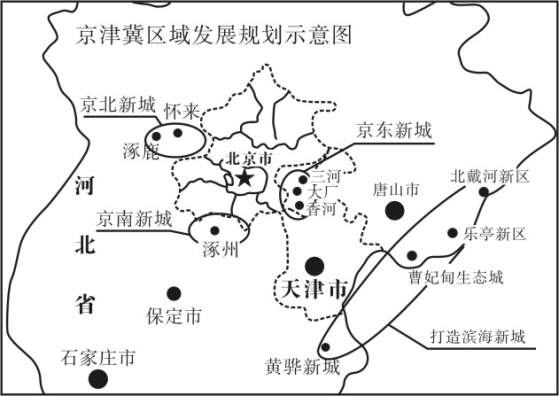 京津冀区域发展规划示意图
京北新城
怀来
涿鹿
京东新城
北京市
三河
大厂
香河
唐山市
北戴河新区
河北省
京南新城
涿州
乐亭新区
曹妃甸生态城
天津市
保定市
打造滨海新城
石家庄市
黄骅新城